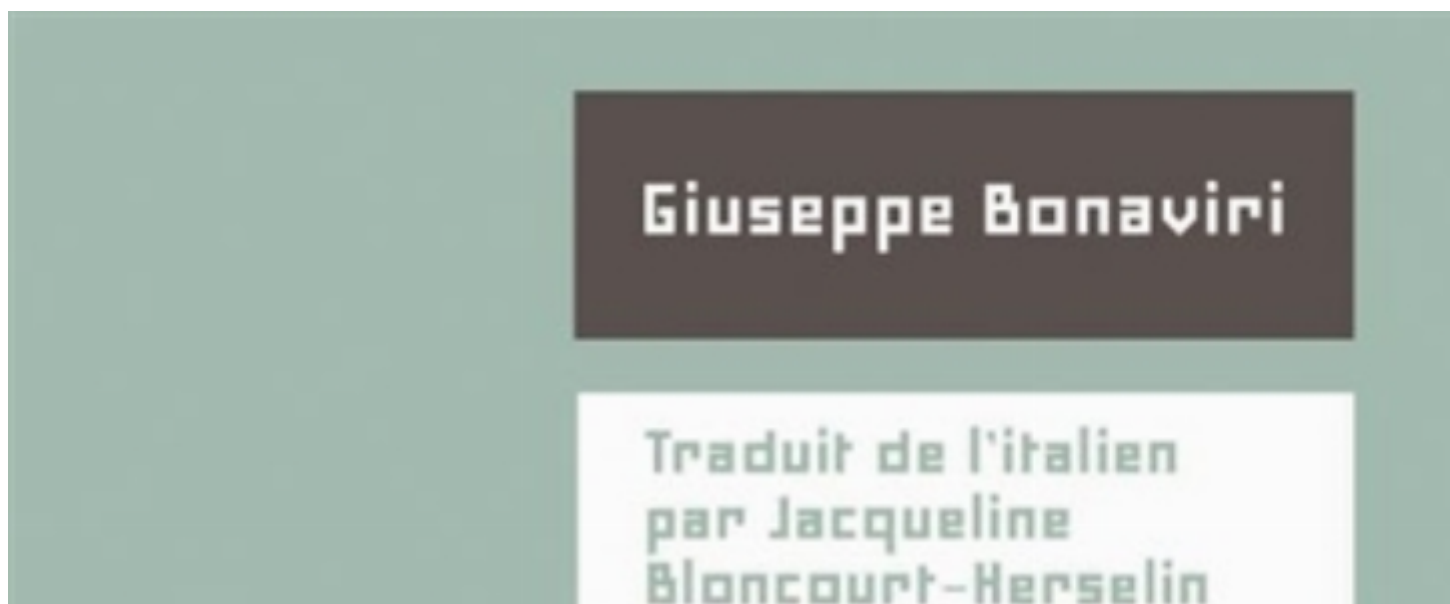 Giuseppe Bonaviri
Traduit de l'italien
par Jacqueline
Bloncourt-Herselin